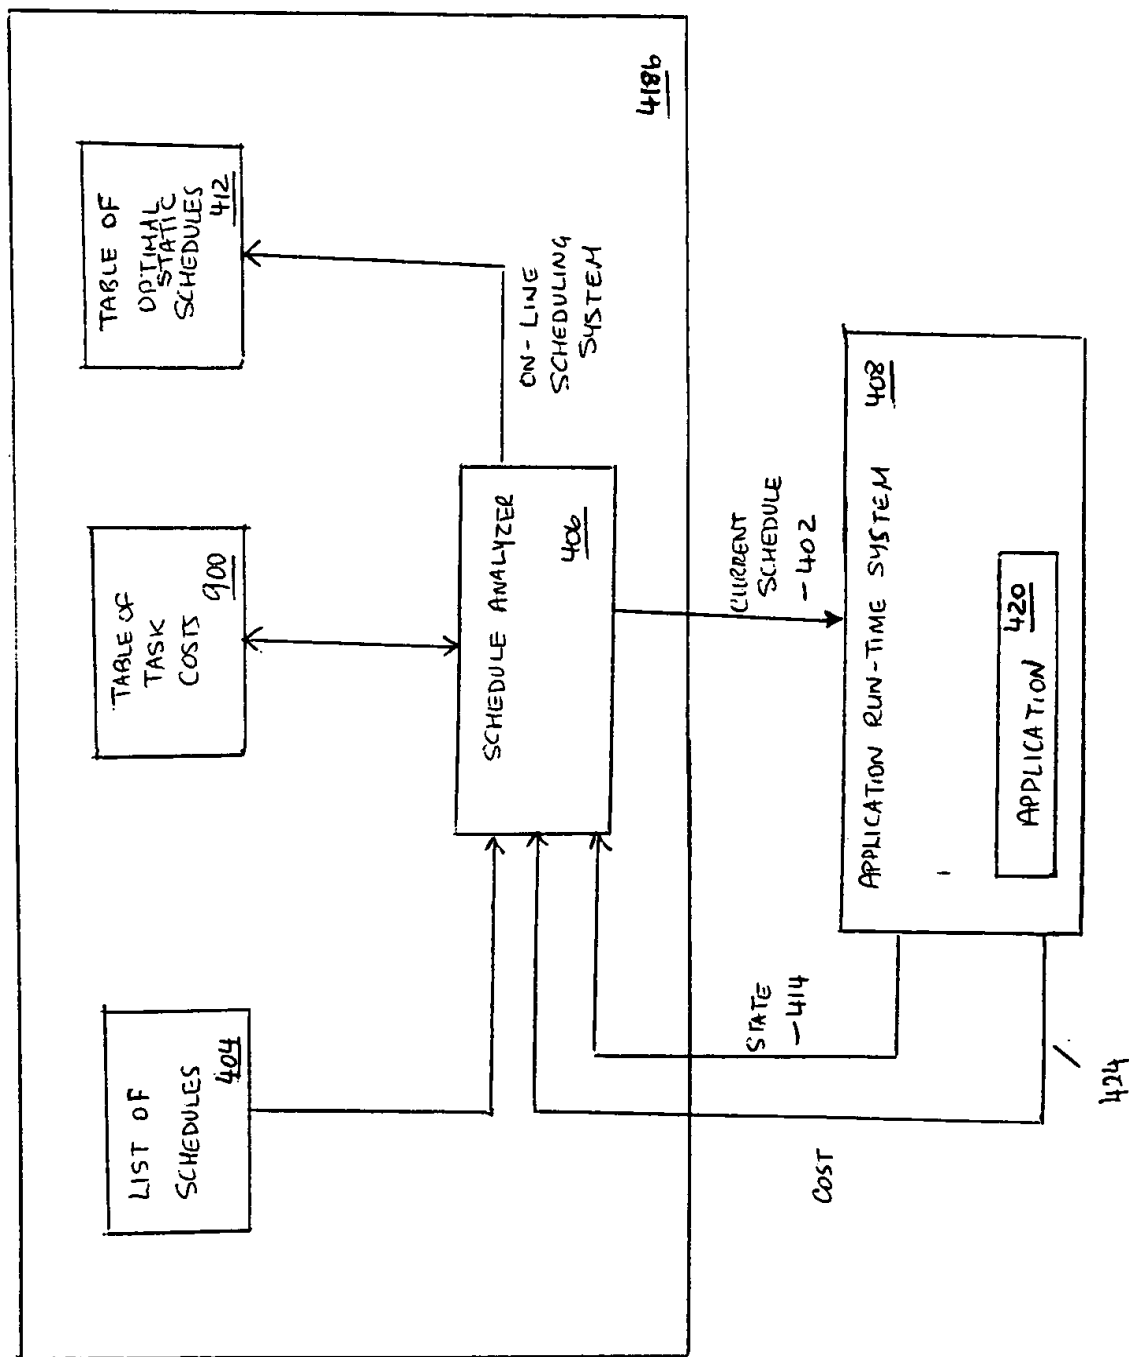 LIST OF
SCHEDULES
404
TABLE OF
TASK
COSTS
900
TABLE OF
OPTIMAL
STATIC
SCHEDULES
412
SCHEDULE ANALYZER
406
ON-LINE
SCHEDULING
SYSTEM
418b
STATE
-414
COST
424
CURRENT
SCHEDULE
-402
APPLICATION RUN-TIME SYSTEM
408
APPLICATION
420